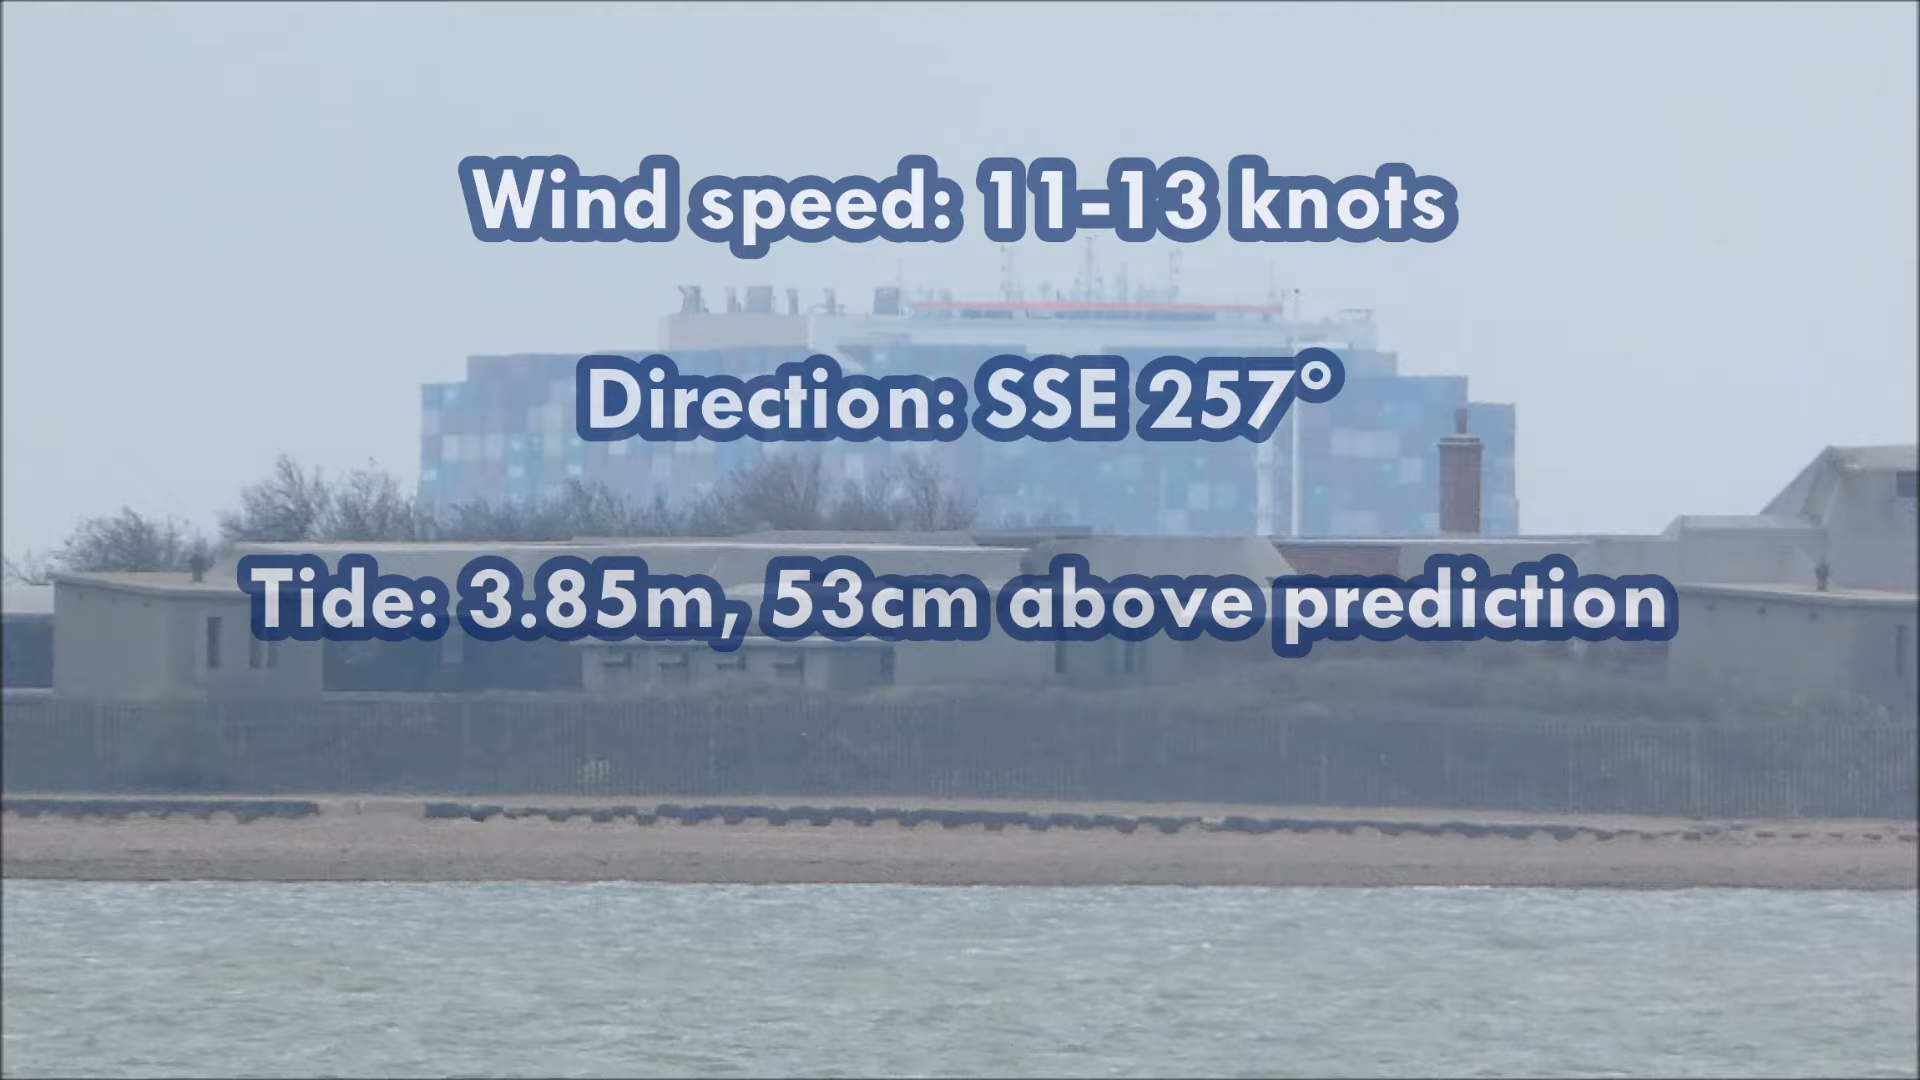 Wind speed: 11-13 knots
Direction: SSE 257°
Tide: 3.85m, 53cm above prediction